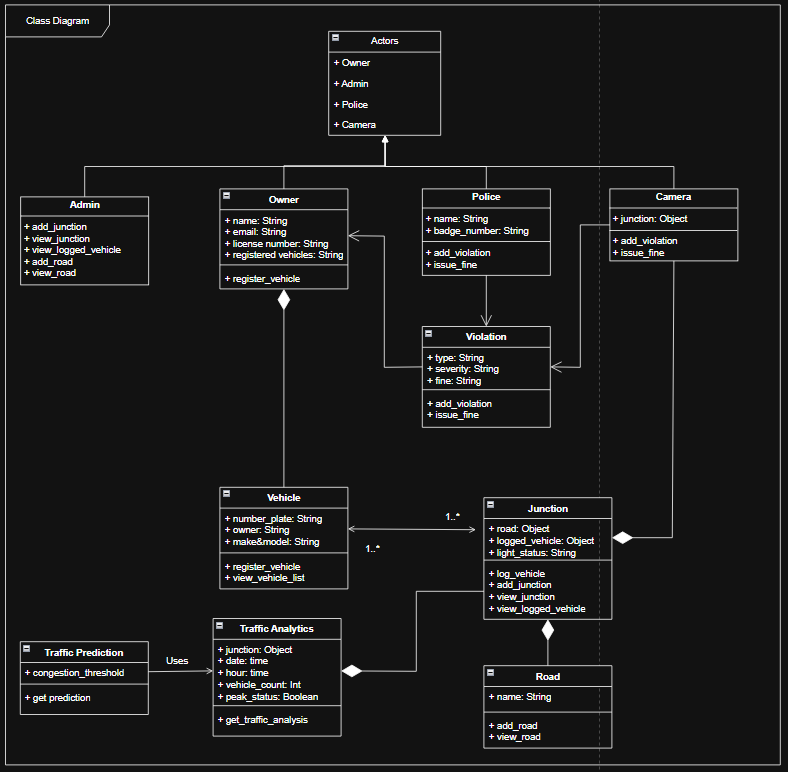 Class Diagram
Actors
+ Owner
+ Admin
+ Police
+ Camera
Admin
+ add_junction
+ view_junction
+ view_logged_vehicle
+ add_road
+ view_road
Owner
+ name: String
+ email: String
+ license number: String
+ registered vehicles: String
+ register_vehicle
Police
+ name: String
+ badge_number: String
+ add_violation
+ issue_fine
Camera
+ junction: Object
+ add_violation
+ issue_fine
Violation
+ type: String
+ severity: String
+ fine: String
+ add_violation
+ issue_fine
Vehicle
+ number_plate: String
+ owner: String
+ make&model: String
+ register_vehicle
+ view_vehicle_list
1..*
1..*
Junction
+ road: Object
+ logged_vehicle: Object
+ light_status: String
+ log_vehicle
+ add_junction
+ view_junction
+ view_logged_vehicle
Traffic Prediction
+ congestion_threshold
+ get prediction
Uses
Traffic Analytics
+ junction: Object
+ date: time
+ hour: time
+ vehicle_count: Int
+ peak_status: Boolean
+ get_traffic_analysis
Road
+ name: String
+ add_road
+ view_road